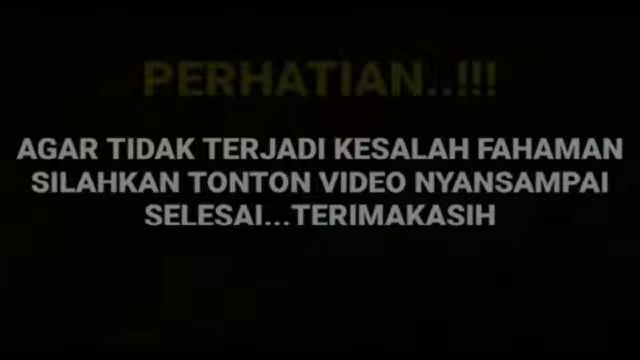 PERHATIAN..!!!
AGAR TIDAK TERJADI KESALAH FAHAMAN
SILAHKAN TONTON VIDEO NYANSAMPAI
SELESAI...TERIMAKASIH